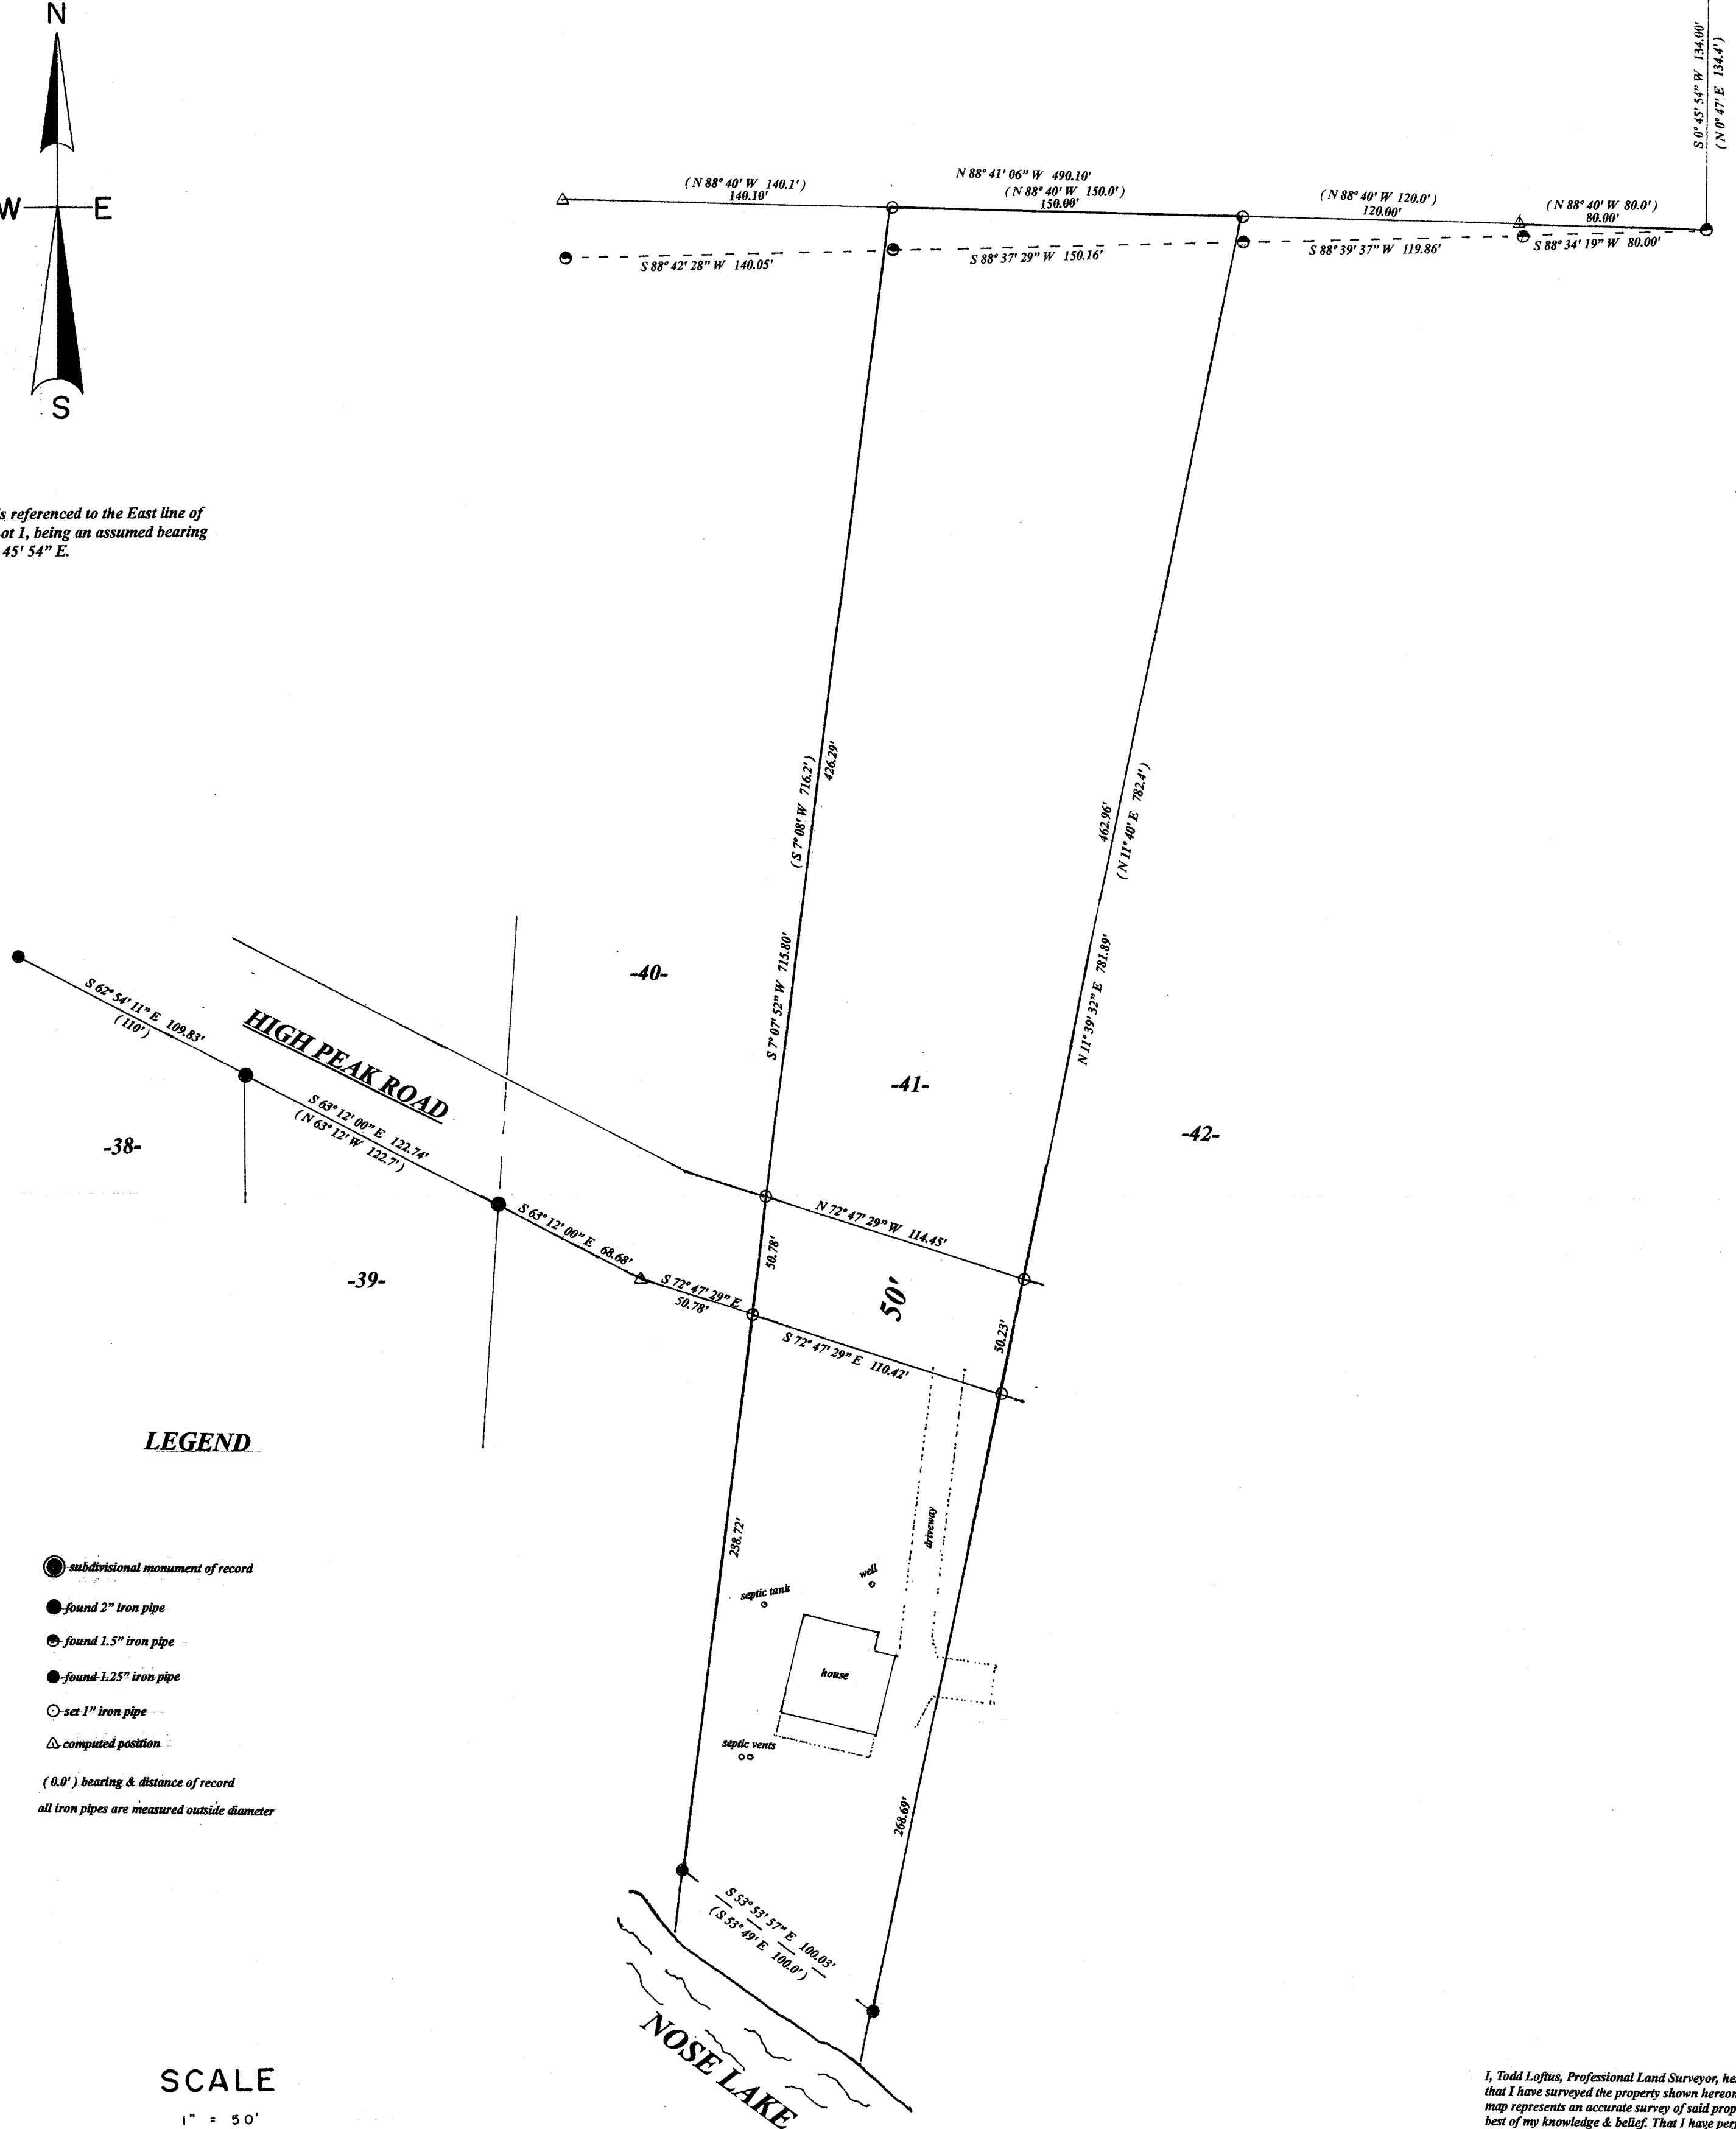 N
W
E
S
S 0° 45' 54" W 134.00'
( N 0° 47' E 134.4' )
N 88° 41' 06" W 490.10'
( N 88° 40' W 140.1' )
140.10'
( N 88° 40' W 150.0' )
150.00'
( N 88° 40' W 120.0' )
120.00'
( N 88° 40' W 80.0' )
80.00'
S 88° 42' 28" W 140.05'
S 88° 37' 29" W 150.16'
S 88° 39' 37" W 119.86'
S 88° 34' 19" W 80.00'
s referenced to the East line of
ot 1, being an assumed bearing
45' 54" E.
( S 7° 08' W 716.2' )
426.29'
462.96'
( N 11° 40' E 782.4' )
S 7° 07' 52" W 715.80'
N 11° 39' 32" E 781.89'
-40-
-41-
-42-
S 62° 54' 11" E 109.83'
( 110' )
HIGH PEAK ROAD
S 63° 12' 00" E 122.74'
( N 63° 12' W 122.7' )
-38-
S 63° 12' 00" E 68.68'
N 72° 47' 29" W 114.45'
50.78'
-39-
S 72° 47' 29" E
50.78'
50'
50.23'
S 72° 47' 29" E 110.42'
LEGEND
238.72'
driveway
subdivisional monument of record
found 2" iron pipe
found 1.5" iron pipe
found 1.25" iron pipe
set 1" iron pipe
computed position
( 0.0' ) bearing & distance of record
all iron pipes are measured outside diameter
well
septic tank
house
septic vents
268.69'
S 53° 53' 57" E 100.03'
( S 53° 49' E 100.0' )
NOSE LAKE
SCALE
1" = 50'
I, Todd Loftus, Professional Land Surveyor, he
that I have surveyed the property shown hereon
map represents an accurate survey of said prop
best of my knowledge & belief. That I have per